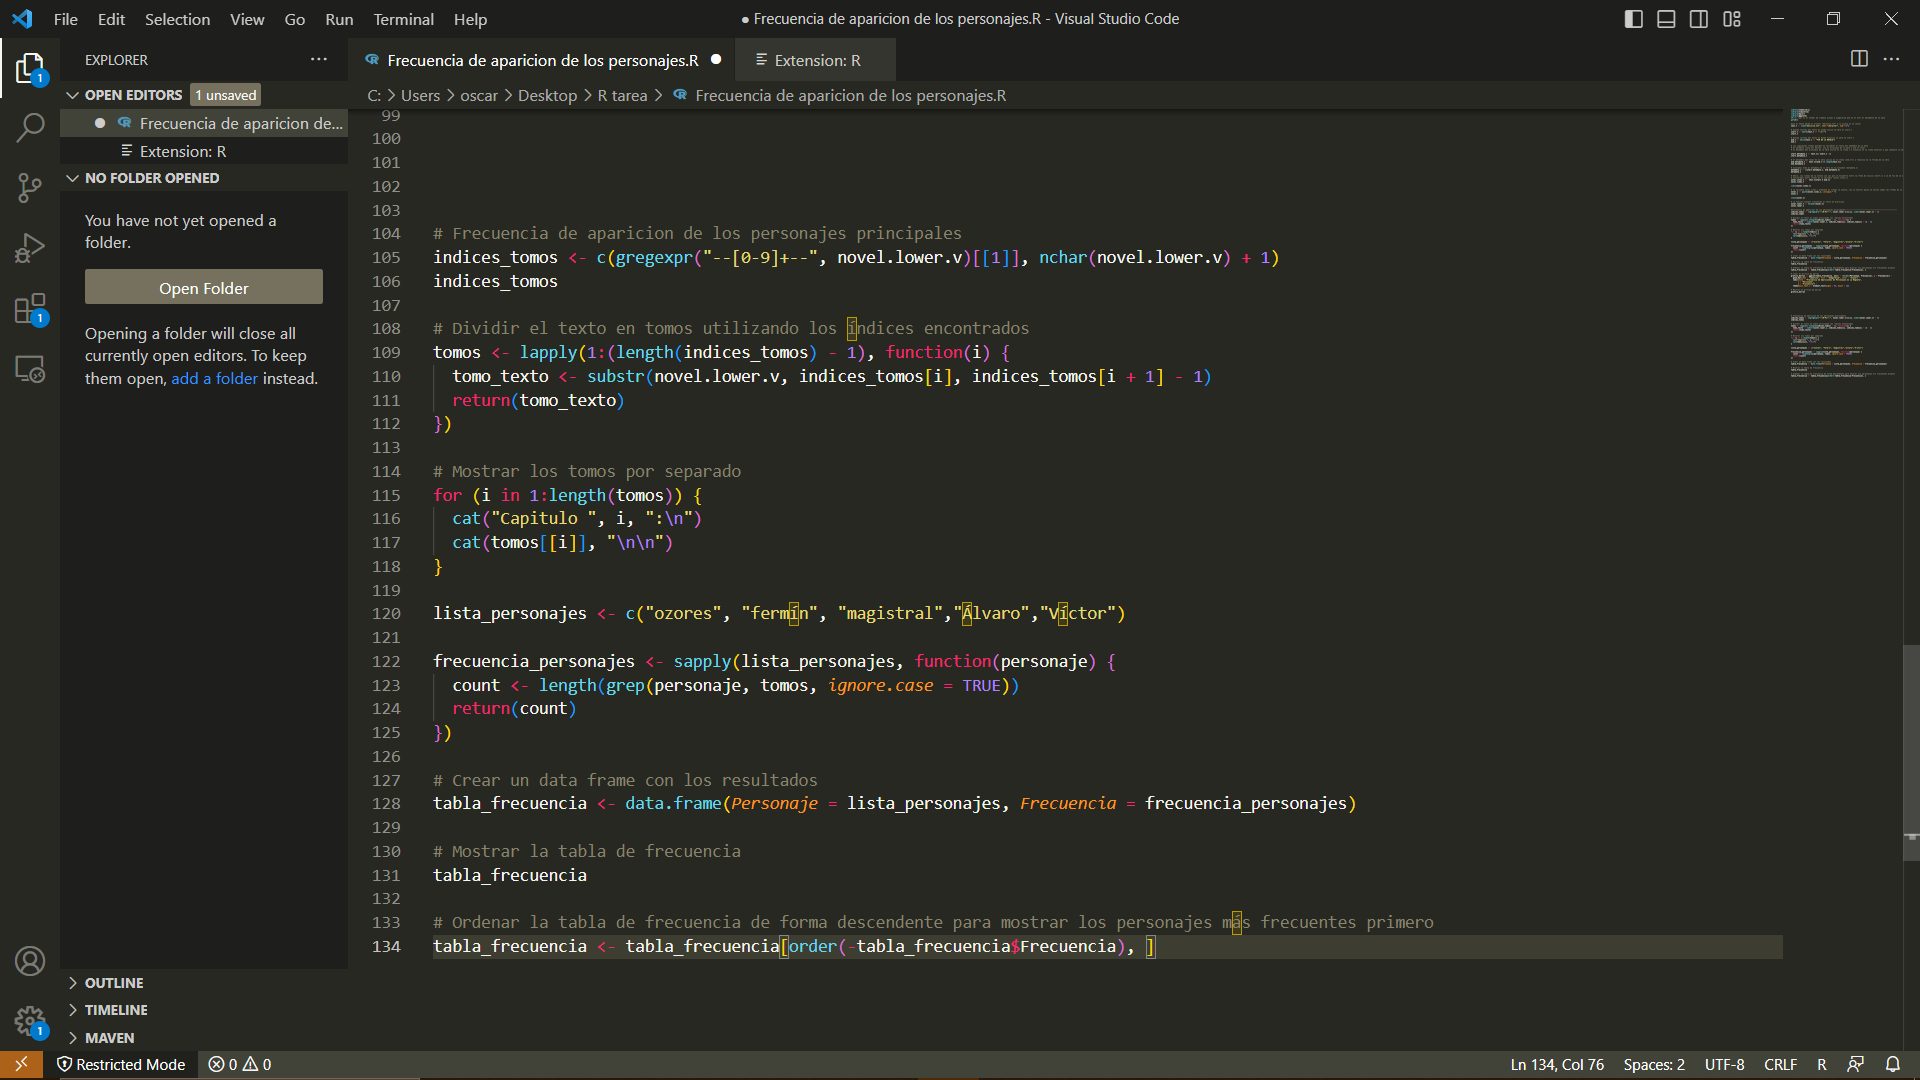 File Edit Selection View Go Run Terminal Help
● Frecuencia de aparicion de los personajes.R - Visual Studio Code
EXPLORER
Frecuencia de aparicion de los personajes.R
Extension: R
OPEN EDITORS 1 unsaved
C: > Users > oscar > Desktop > R tarea > Frecuencia de aparicion de los personajes.R
Frecuencia de aparicion de...
Extension: R
NO FOLDER OPENED
You have not yet opened a
folder.
Open Folder
Opening a folder will close all
currently open editors. To keep
them open, add a folder instead.
OUTLINE
TIMELINE
MAVEN
99
100
101
102
103
104 # Frecuencia de aparicion de los personajes principales
105 indices_tomos <- c(gregexpr("--[0-9]+--", novel.lower.v)[[1]], nchar(novel.lower.v) + 1)
106 indices_tomos
107
108 # Dividir el texto en tomos utilizando los índices encontrados
109 tomos <- lapply(1:(length(indices_tomos) - 1), function(i) {
110 tomo_texto <- substr(novel.lower.v, indices_tomos[i], indices_tomos[i + 1] - 1)
111 return(tomo_texto)
112 })
113
114 # Mostrar los tomos por separado
115 for (i in 1:length(tomos)) {
116 cat("Capitulo ", i, ":\n")
117 cat(tomos[[i]], "\n\n")
118 }
119
120 lista_personajes <- c("ozores", "fermín", "magistral","Álvaro","Víctor")
121
122 frecuencia_personajes <- sapply(lista_personajes, function(personaje) {
123 count <- length(grep(personaje, tomos, ignore.case = TRUE))
124 return(count)
125 })
126
127 # Crear un data frame con los resultados
128 tabla_frecuencia <- data.frame(Personaje = lista_personajes, Frecuencia = frecuencia_personajes)
129
130 # Mostrar la tabla de frecuencia
131 tabla_frecuencia
132
133 # Ordenar la tabla de frecuencia de forma descendente para mostrar los personajes más frecuentes primero
134 tabla_frecuencia <- tabla_frecuencia[order(-tabla_frecuencia$Frecuencia), ]
1
1
1
Restricted Mode 0 0
Ln 134, Col 76 Spaces: 2 UTF-8 CRLF R